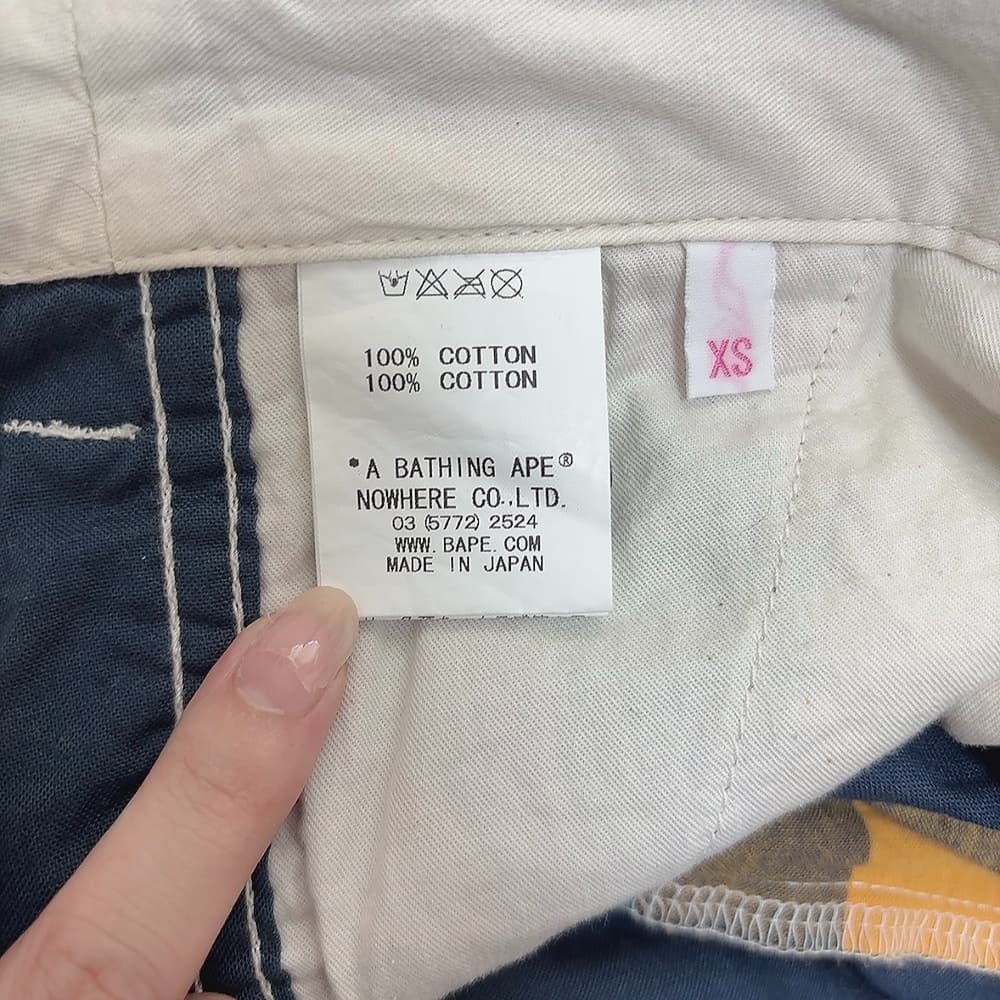 100% COTTON
100% COTTON
*A BATHING APE®
NOWHERE CO.,LTD.
03 (5772) 2524
WWW. BAPE. COM
MADE IN JAPAN
XS